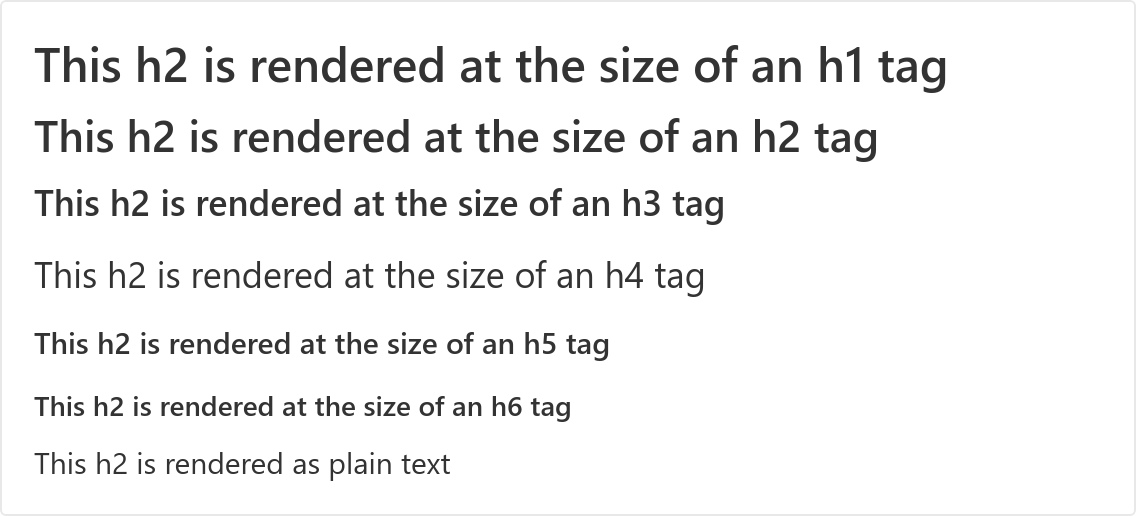 This h2 is rendered at the size of an h1 tag
This h2 is rendered at the size of an h2 tag
This h2 is rendered at the size of an h3 tag
This h2 is rendered at the size of an h4 tag
This h2 is rendered at the size of an h5 tag
This h2 is rendered at the size of an h6 tag
This h2 is rendered as plain text